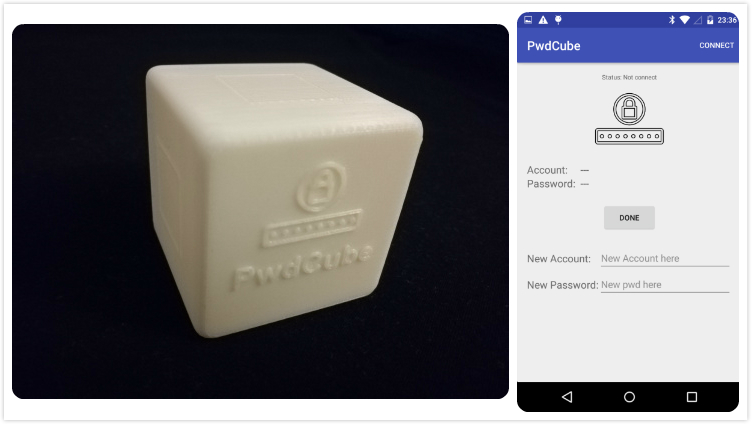 PwdCube
23:36
PwdCube
CONNECT
Status: Not connect
Account: ---
Password: ---
DONE
New Account: New Account here
New Password: New pwd here